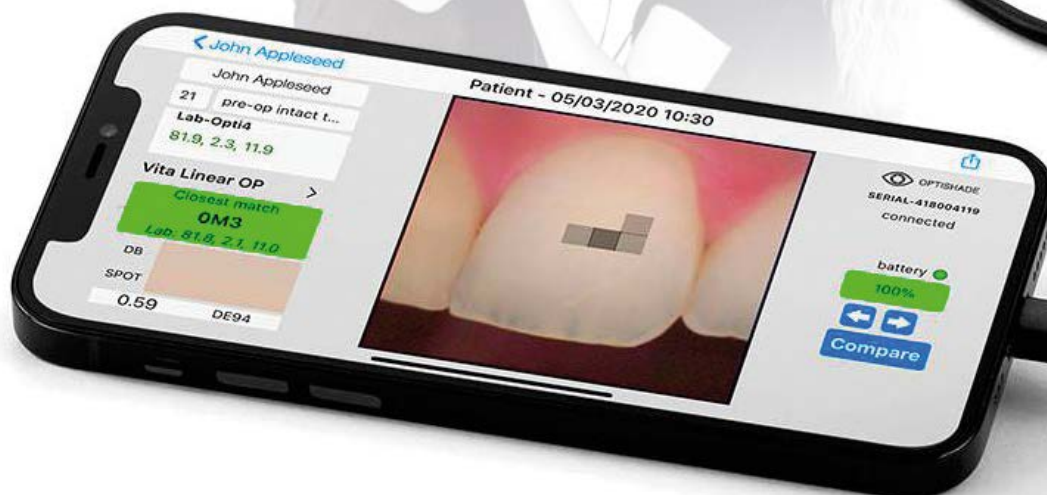 John Appleseed
John Appleseed
21 pre-op intact t...
Lab-Opti4
81.9, 2.3, 11.9
Vita Linear OP
Closest match
0M3
Lab: 81.8, 2.1, 11.0
DB
SPOT
0.59 DE94
Patient - 05/03/2020 10:30
OPTISHADE
SERIAL-418004119
connected
battery
100%
Compare